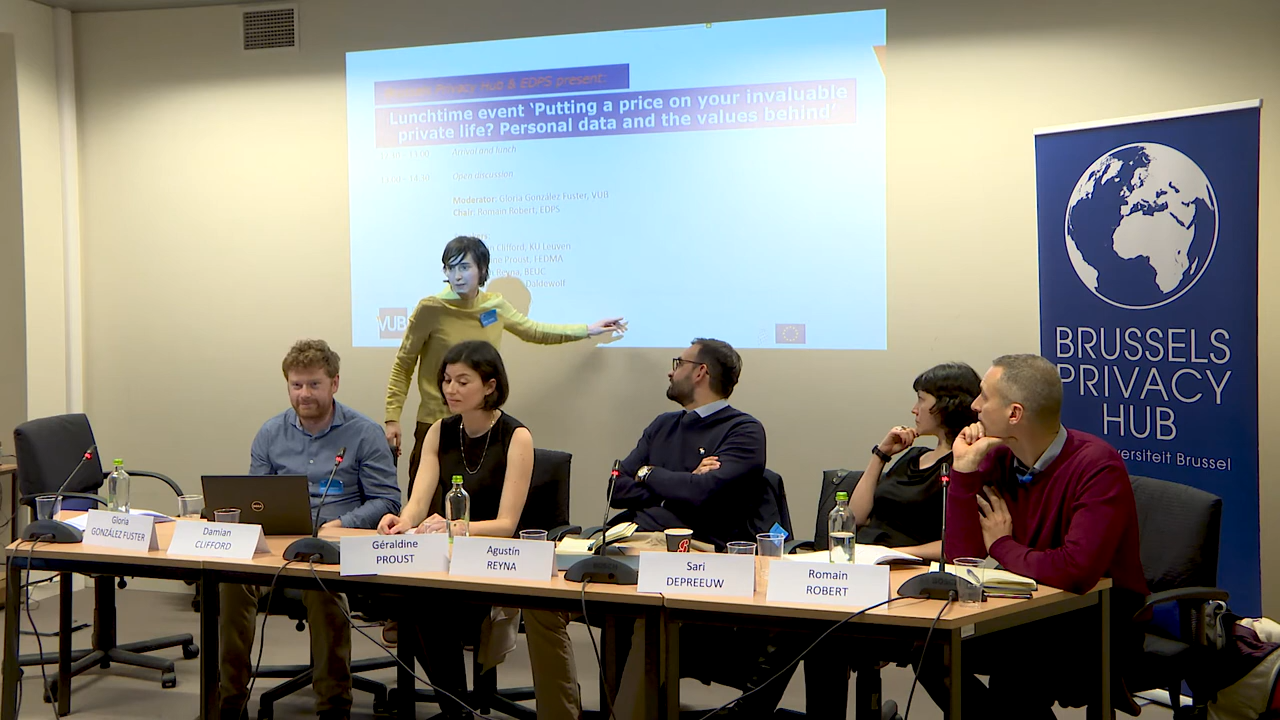 Brussels Privacy Hub & EDPS present:
Lunchtime event ‘Putting a price on your invaluable
private life? Personal data and the values behind’
Arrival and lunch
Open discussion
Moderator: Gloria González Fuster, VUB
Chair: Romain Robert, EDPS
Clifford, KU Leuven
Proust, FEDMA
Reyna, BEUC
Daldewolf
VUB
BRUSSELS
PRIVACY
HUB
Brussel
Gloria
GONZÁLEZ FUSTER
Damian
CLIFFORD
Géraldine
PROUST
Agustín
REYNA
Sari
DEPREEUW
Romain
ROBERT